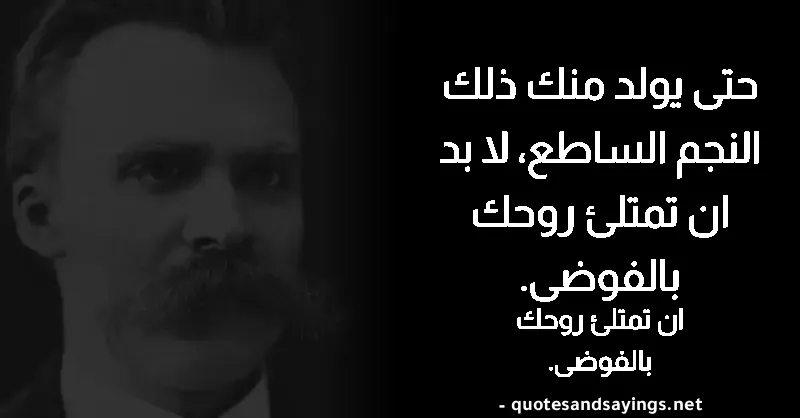 حتى يولد منك ذلك
النجم الساطع، لا بد
ان تمتلئ روحك
بالفوضى.
ان تمتلئ روحك
بالفوضى.
- quotesandsayings.net